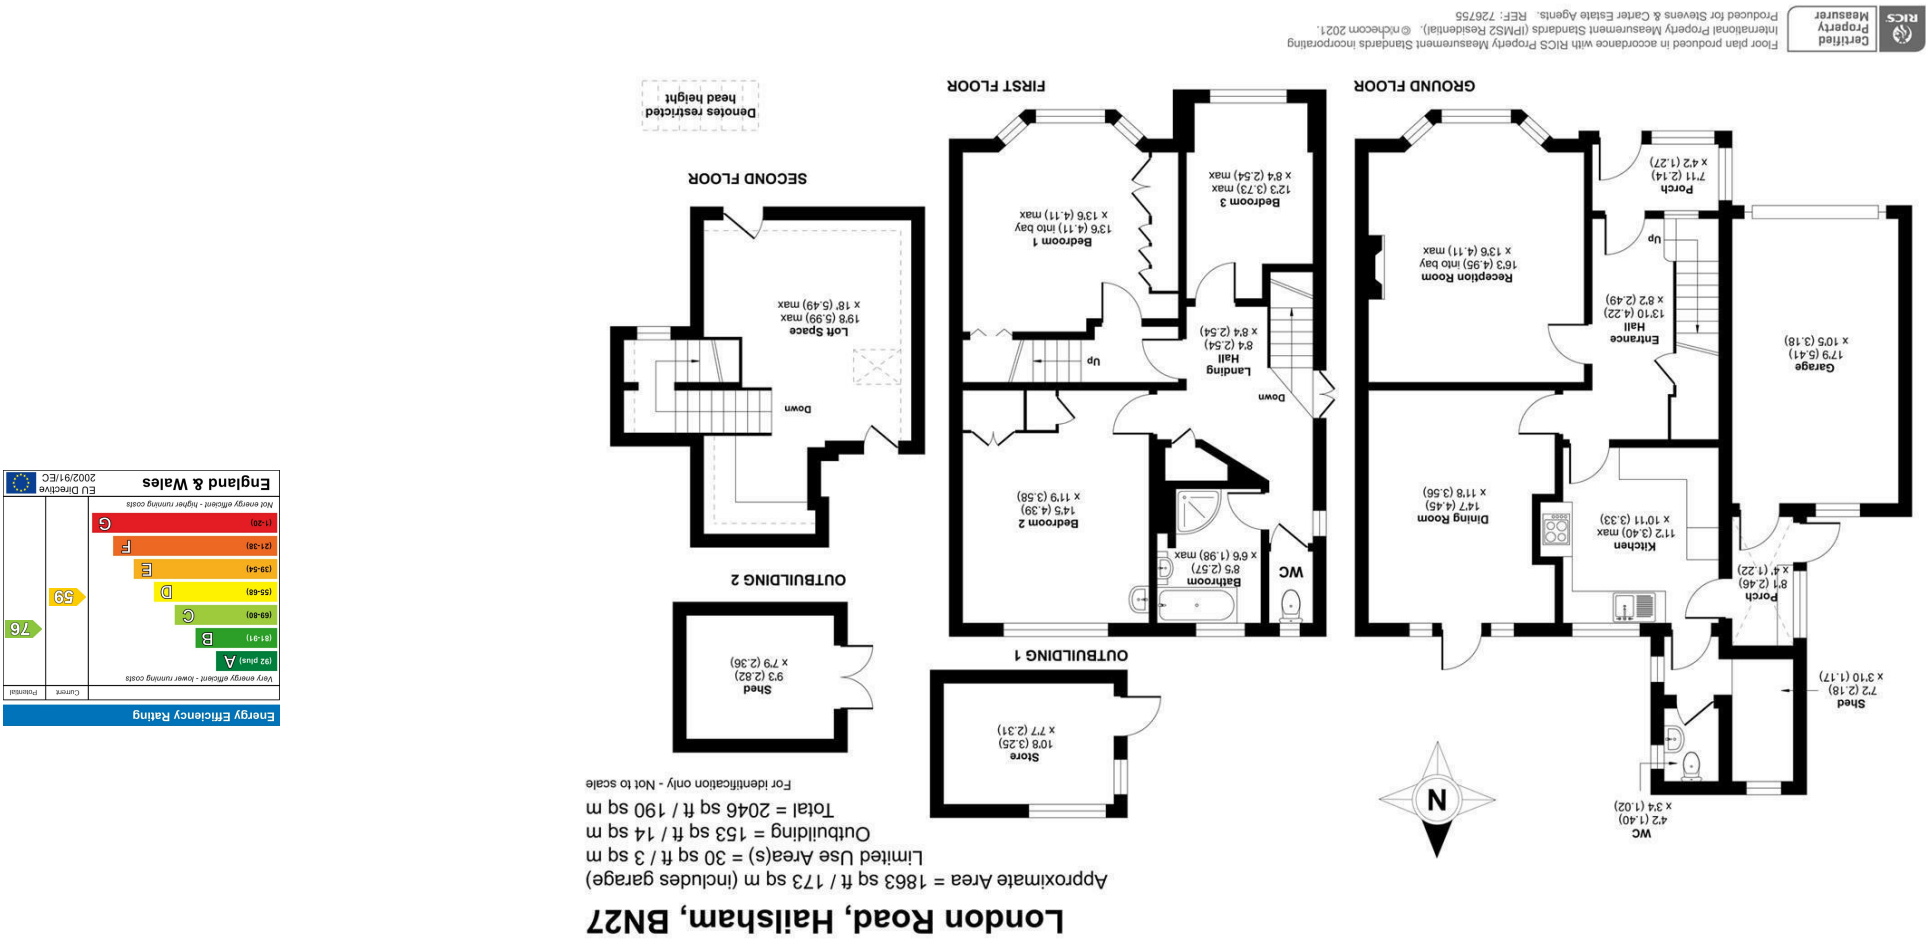 London Road, Hailsham, BN27
Approximate Area = 1863 sq ft / 173 sq m (includes garage)
Limited Use Area(s) = 30 sq ft / 3 sq m
Outbuilding = 153 sq ft / 14 sq m
Total = 2046 sq ft / 190 sq m
For identification only - Not to scale
WC
4'2 (1.40)
x 3'4 (1.02)
N
Shed
7'2 (2.18)
x 3'10 (1.17)
Porch
8'1 (2.46)
x 4' (1.22)
Kitchen
11'2 (3.40) max
x 10'11 (3.33)
Dining Room
14'7 (4.45)
x 11'8 (3.56)
Garage
17'9 (5.41)
x 10'5 (3.18)
Entrance
Hall
13'10 (4.22)
x 8'2 (2.49)
Up
Reception Room
16'3 (4.95) into bay
x 13'6 (4.11) max
Porch
7'11 (2.14)
x 4'2 (1.27)
GROUND FLOOR
Store
10'8 (3.25)
x 7'7 (2.31)
OUTBUILDING 1
WC
Bathroom
8'5 (2.57)
x 6'6 (1.98) max
Bedroom 2
14'5 (4.39)
x 11'9 (3.58)
Down
Landing
Hall
8'4 (2.54)
x 8'4 (2.54)
Up
Bedroom 1
13'6 (4.11) into bay
x 13'6 (4.11) max
Bedroom 3
12'3 (3.73) max
x 8'4 (2.54) max
FIRST FLOOR
Shed
9'3 (2.82)
x 7'9 (2.36)
OUTBUILDING 2
Down
Loft Space
19'8 (5.99) max
x 18' (5.49) max
SECOND FLOOR
Denotes restricted
head height
Certified
Property
Measurer
RICS
Floor plan produced in accordance with RICS Property Measurement Standards incorporating
International Property Measurement Standards (IPMS2 Residential). ©nichecom 2021.
Produced for Stevens & Carter Estate Agents. REF: 726755
Energy Efficiency Rating
Current
Potential
Very energy efficient - lower running costs
(92 plus) A
(81-91) B
(69-80) C
(55-68) D
(39-54) E
(21-38) F
(1-20) G
59
76
Not energy efficient - higher running costs
England & Wales
EU Directive
2002/91/EC